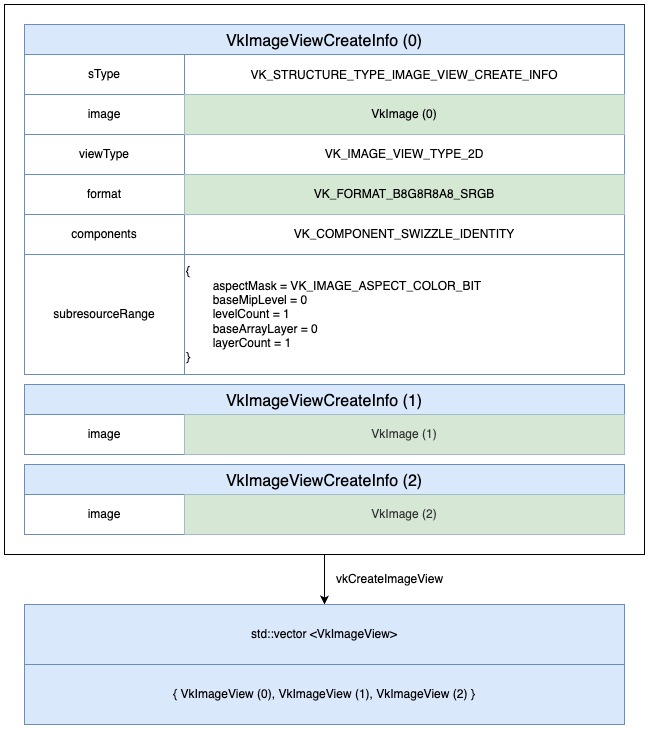 VkImageViewCreateInfo (0)
sType
VK_STRUCTURE_TYPE_IMAGE_VIEW_CREATE_INFO
image
VkImage (0)
viewType
VK_IMAGE_VIEW_TYPE_2D
format
VK_FORMAT_B8G8R8A8_SRGB
components
VK_COMPONENT_SWIZZLE_IDENTITY
subresourceRange
{
aspectMask = VK_IMAGE_ASPECT_COLOR_BIT
baseMipLevel = 0
levelCount = 1
baseArrayLayer = 0
layerCount = 1
}
VkImageViewCreateInfo (1)
image
VkImage (1)
VkImageViewCreateInfo (2)
image
VkImage (2)
vkCreateImageView
std::vector <VkImageView>
{ VkImageView (0), VkImageView (1), VkImageView (2) }